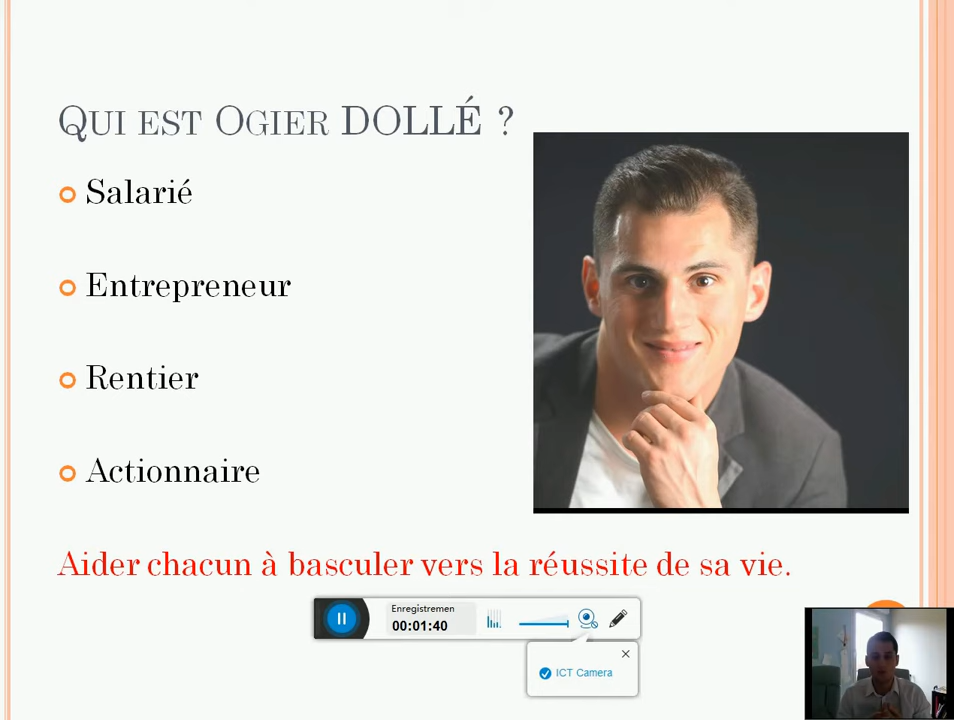 QUI EST OGIER DOLLÉ ?
Salarié
Entrepreneur
Rentier
Actionnaire
Aider chacun à basculer vers la réussite de sa vie.
Enregistremen
00:01:40
ICT Camera